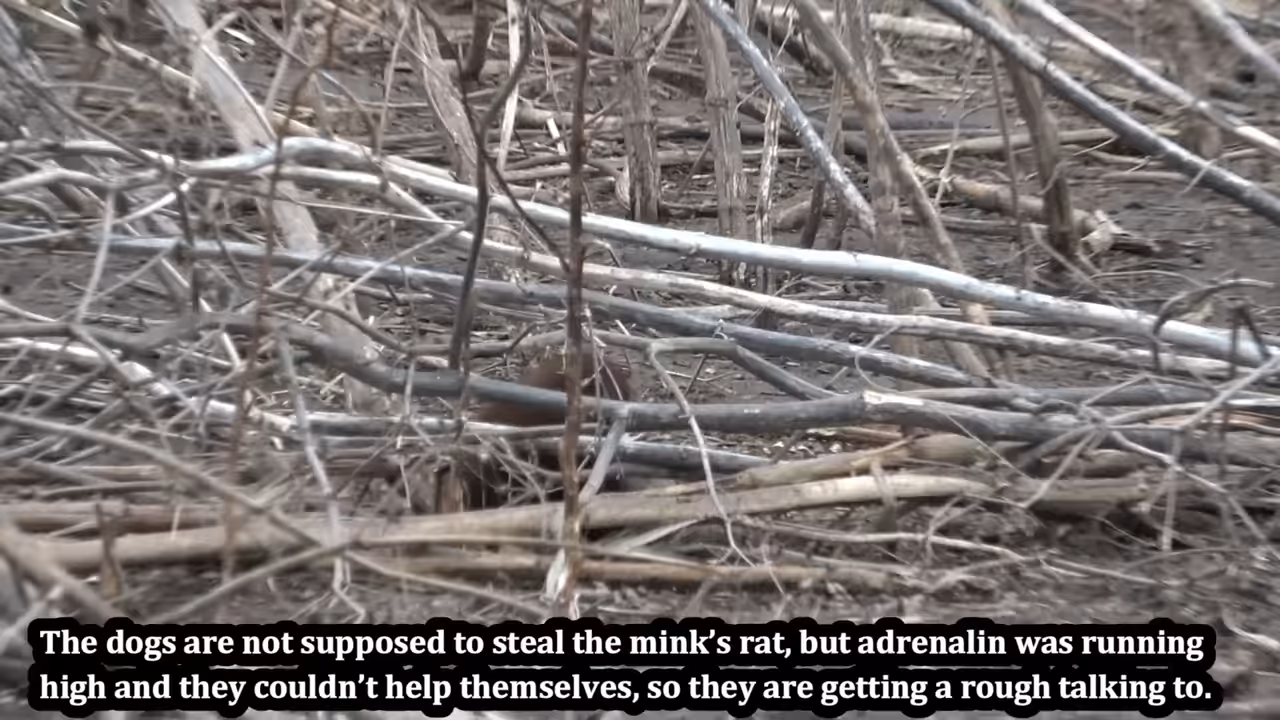 The dogs are not supposed to steal the mink’s rat, but adrenalin was running
high and they couldn’t help themselves, so they are getting a rough talking to.